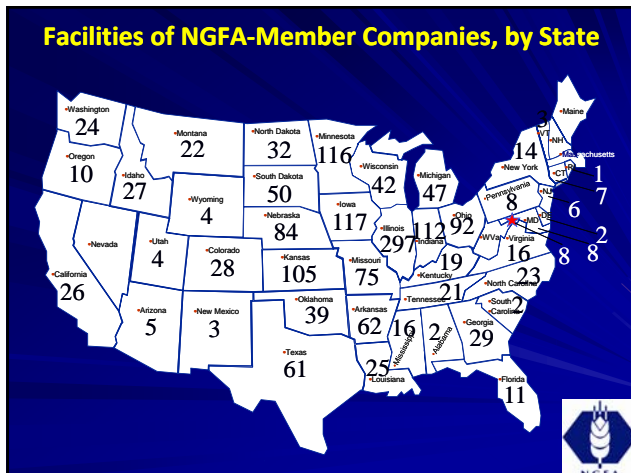 Facilities of NGFA-Member Companies, by State
Washington
24
Oregon
10
California
26
Nevada
Idaho
27
Montana
22
Wyoming
4
Utah
4
Colorado
28
Arizona
5
New Mexico
3
North Dakota
32
South Dakota
50
Nebraska
84
Kansas
105
Oklahoma
39
Texas
61
Minnesota
116
Iowa
117
Missouri
75
Arkansas
62
Louisiana
25
Wisconsin
42
Illinois
297
Michigan
47
Indiana
112
Ohio
92
Kentucky
19
Tennessee
21
Mississippi
16
Alabama
2
Georgia
29
Florida
11
South
Carolina
2
North Carolina
23
Virginia
16
WVa
Pennsylvania
8
New York
14
VT
3
NH
Maine
Massachusetts
RI
CT
NJ
DE
MD
1
7
6
2
8
8
NGFA